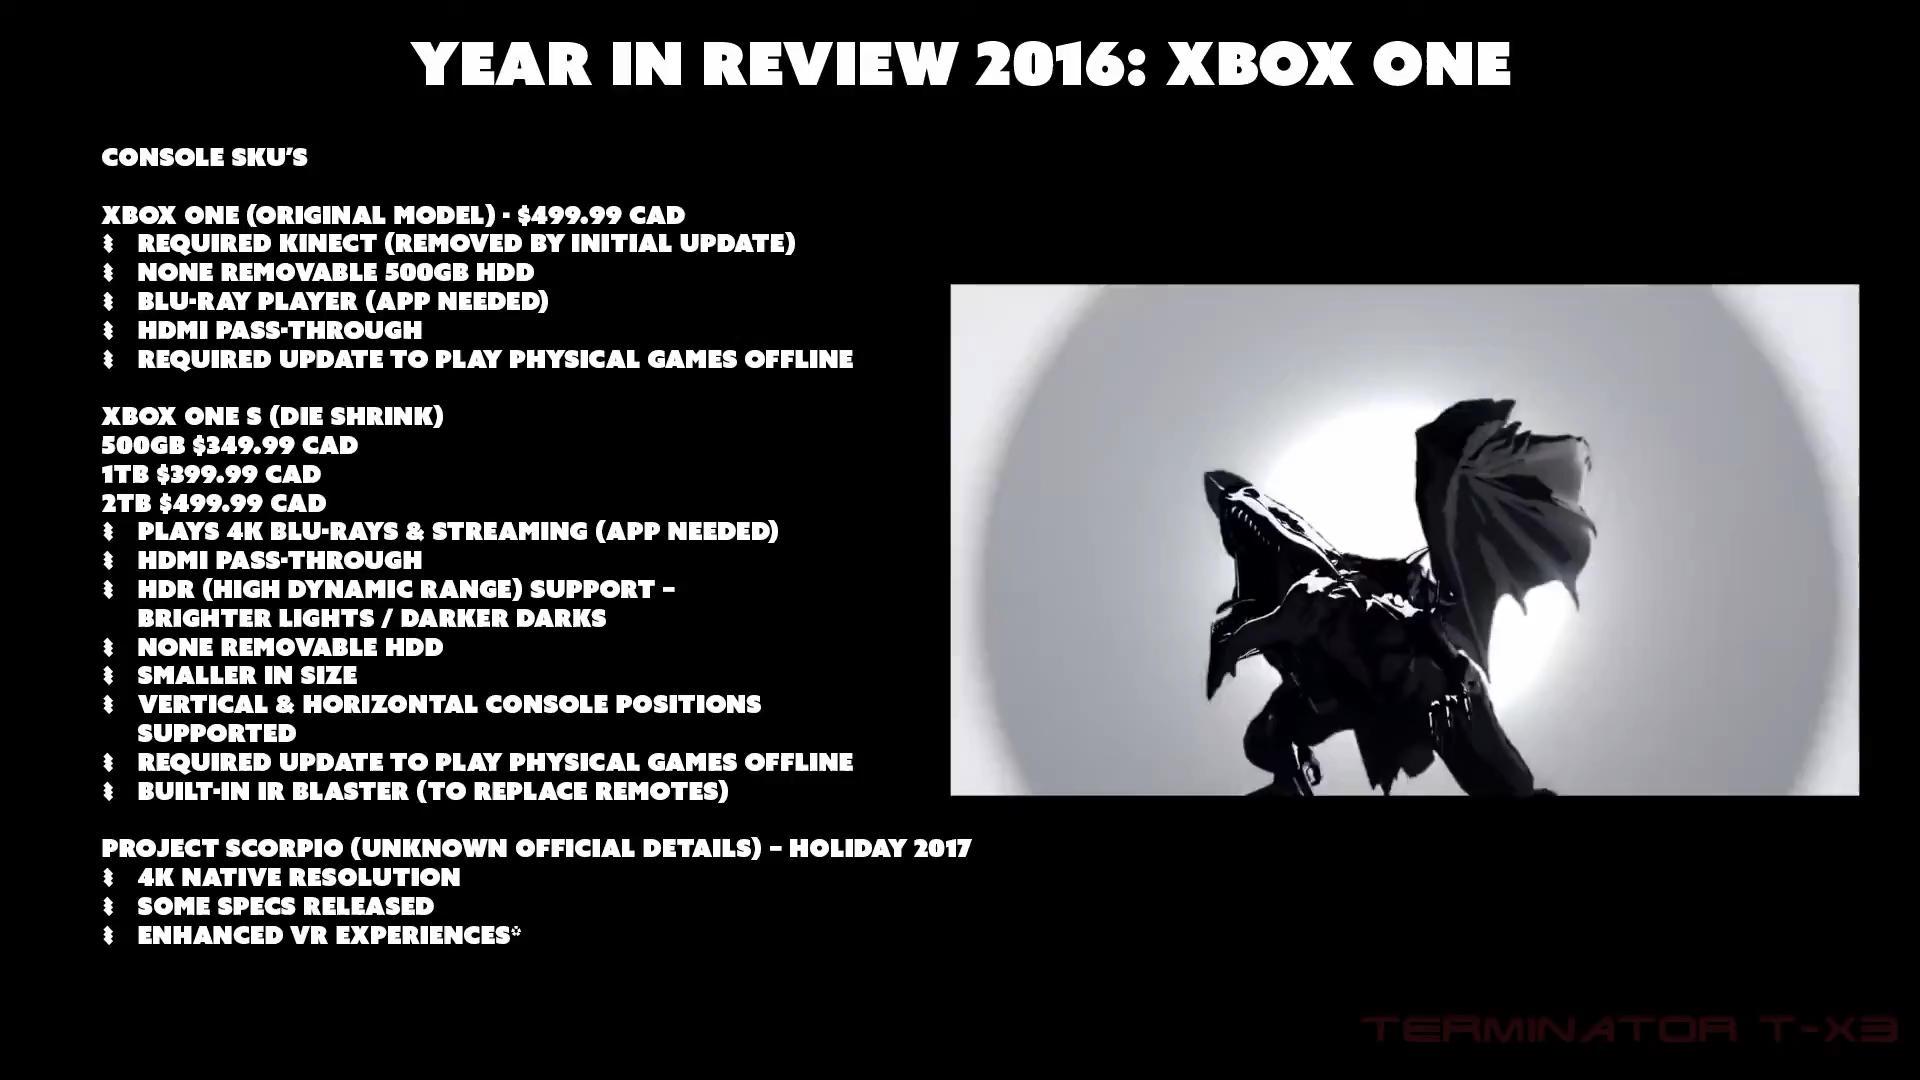 YEAR IN REVIEW 2016: XBOX ONE
CONSOLE SKU'S
XBOX ONE (ORIGINAL MODEL) - $499.99 CAD
REQUIRED KINECT (REMOVED BY INITIAL UPDATE)
NONE REMOVABLE 500GB HDD
BLU-RAY PLAYER (APP NEEDED)
HDMI PASS-THROUGH
REQUIRED UPDATE TO PLAY PHYSICAL GAMES OFFLINE
XBOX ONE S (DIE SHRINK)
500GB $349.99 CAD
1TB $399.99 CAD
2TB $499.99 CAD
PLAYS 4K BLU-RAYS & STREAMING (APP NEEDED)
HDMI PASS-THROUGH
HDR (HIGH DYNAMIC RANGE) SUPPORT –
BRIGHTER LIGHTS / DARKER DARKS
NONE REMOVABLE HDD
SMALLER IN SIZE
VERTICAL & HORIZONTAL CONSOLE POSITIONS
SUPPORTED
REQUIRED UPDATE TO PLAY PHYSICAL GAMES OFFLINE
BUILT-IN IR BLASTER (TO REPLACE REMOTES)
PROJECT SCORPIO (UNKNOWN OFFICIAL DETAILS) – HOLIDAY 2017
4K NATIVE RESOLUTION
SOME SPECS RELEASED
ENHANCED VR EXPERIENCES*
TERMINATOR T-X3